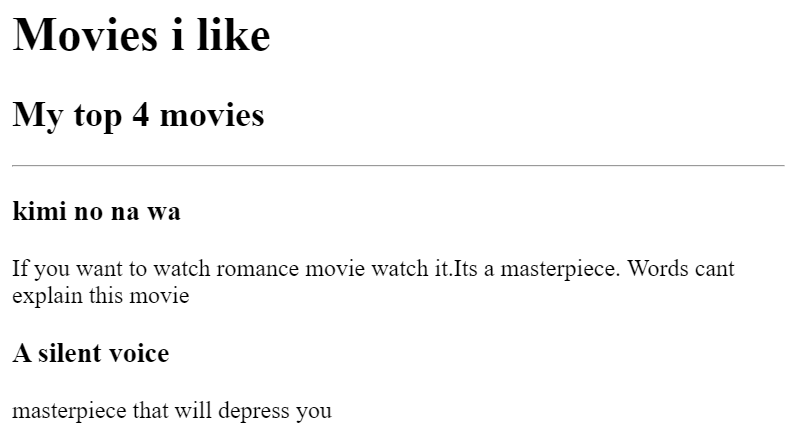 Movies i like
My top 4 movies
kimi no na wa
If you want to watch romance movie watch it.Its a masterpiece. Words cant
explain this movie
A silent voice
masterpiece that will depress you